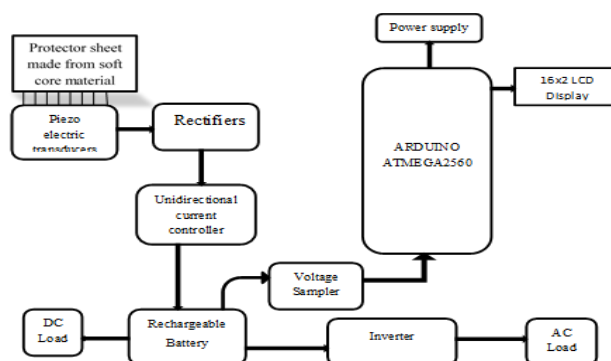 Power supply
Protector sheet
made from soft
core material
16x2 LCD
Display
Piezo
electric
transducers
Rectifiers
ARDUINO
ATMEGA2560
Unidirectional
current
controller
Voltage
Sampler
DC
Load
Rechargeable
Battery
Inverter
AC
Load